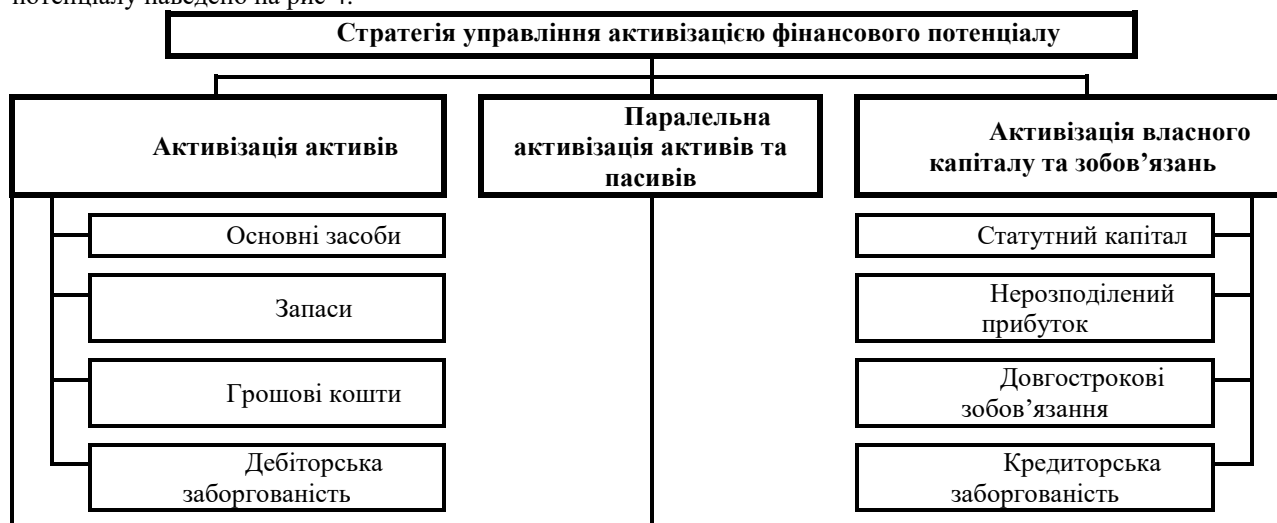 потенціалу наведено на рис 4.
Стратегія управління активізацією фінансового потенціалу
Активізація активів
Паралельна
активізація активів та
пасивів
Активізація власного
капіталу та зобов’язань
Основні засоби
Запаси
Грошові кошти
Дебіторська
заборгованість
Статутний капітал
Нерозподілений
прибуток
Довгострокові
зобов’язання
Кредиторська
заборгованість